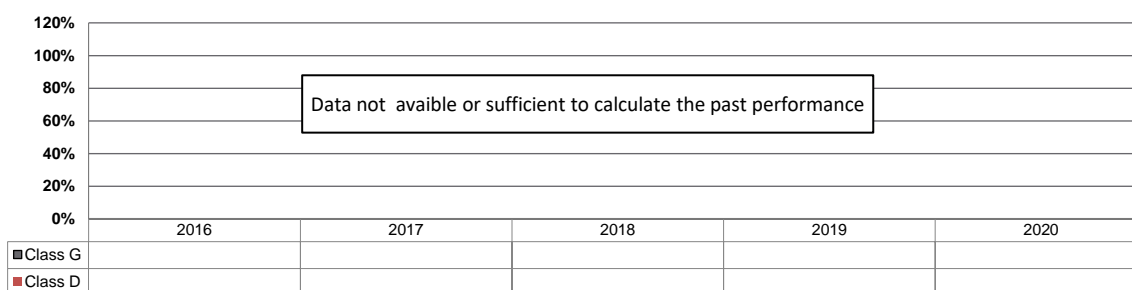 120%
100%
80%
Data not avaible or sufficient to calculate the past performance
60%
40%
20%
0%
2016 2017 2018 2019 2020
Class G
Class D